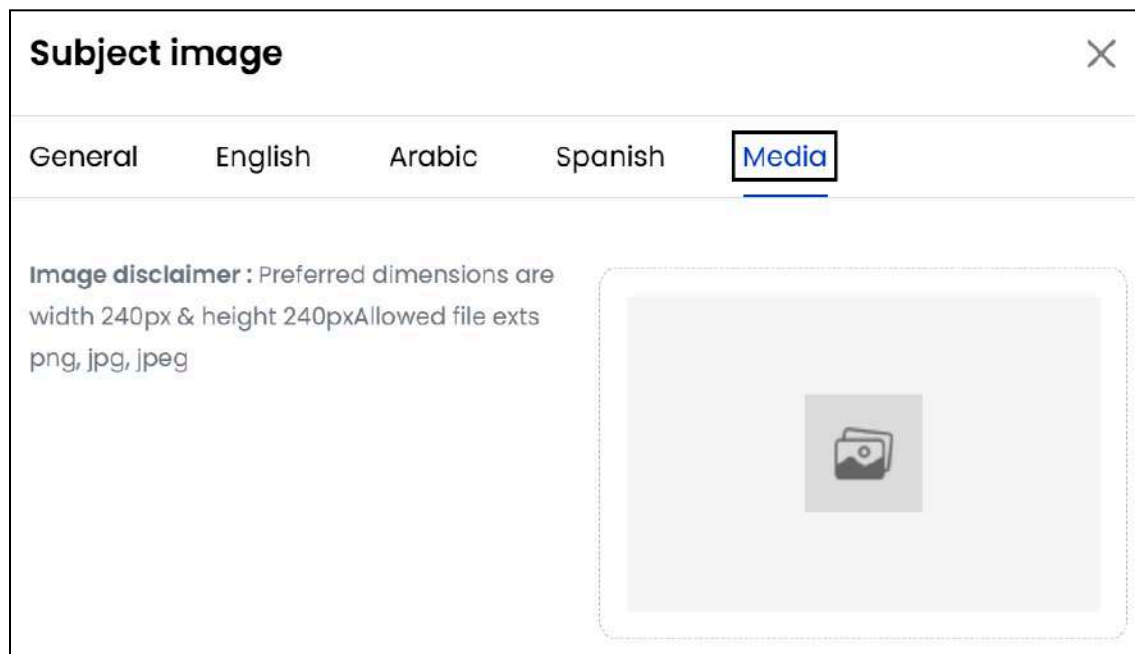 Subject image
General English Arabic Spanish Media
Image disclaimer : Preferred dimensions are
width 240px & height 240pxAllowed file exts
png, jpg, jpeg